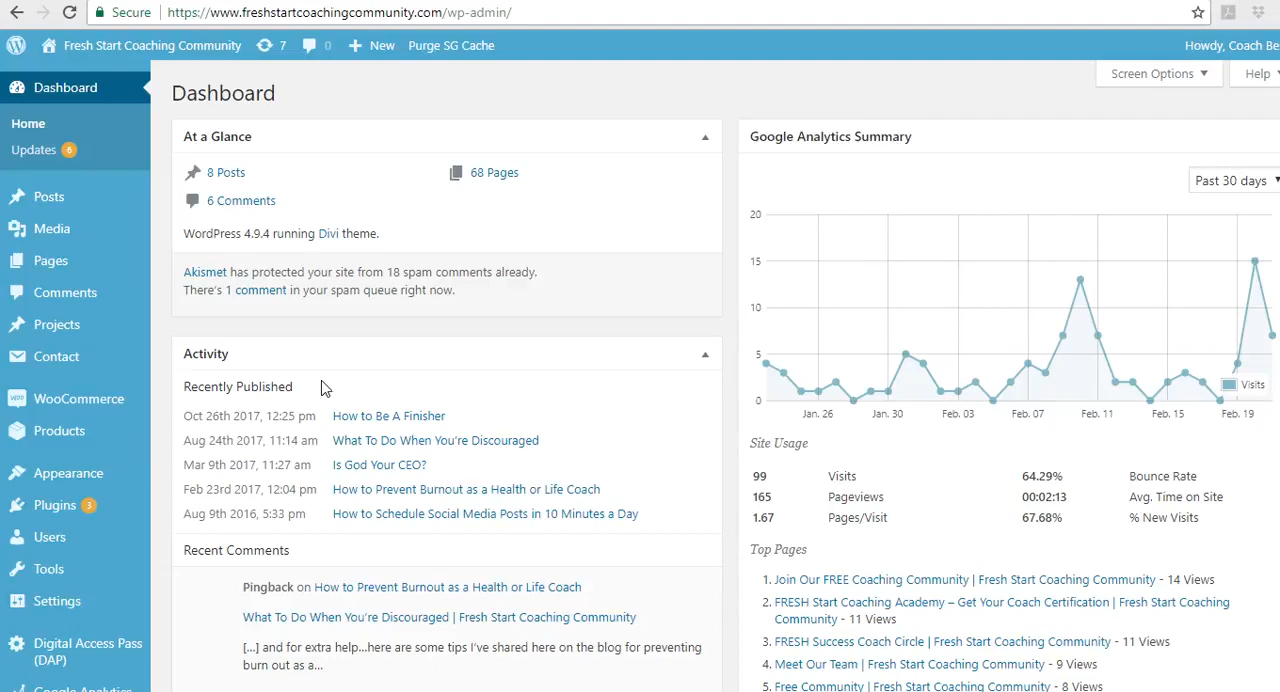 Secure https://www.freshstartcoachingcommunity.com/wp-admin/
Fresh Start Coaching Community 7 0 New Purge SG Cache Howdy, Coach Be
Dashboard
Home
Updates 6
Posts
Media
Pages
Comments
Projects
Contact
WooCommerce
Products
Appearance
Plugins 3
Users
Tools
Settings
Digital Access Pass
(DAP)
Google Analytics
Screen Options Help
Dashboard
At a Glance
8 Posts 68 Pages
6 Comments
WordPress 4.9.4 running Divi theme.
Akismet has protected your site from 18 spam comments already.
There's 1 comment in your spam queue right now.
Activity
Recently Published
Oct 26th 2017, 12:25 pm How to Be A Finisher
Aug 24th 2017, 11:14 am What To Do When You're Discouraged
Mar 9th 2017, 11:27 am Is God Your CEO?
Feb 23rd 2017, 12:04 pm How to Prevent Burnout as a Health or Life Coach
Aug 9th 2016, 5:33 pm How to Schedule Social Media Posts in 10 Minutes a Day
Recent Comments
Pingback on How to Prevent Burnout as a Health or Life Coach
What To Do When You're Discouraged | Fresh Start Coaching Community
[...] and for extra help...here are some tips I've shared here on the blog for preventing
burn out as a...
Google Analytics Summary
Past 30 days
20
15
10
5
0
Visits
Jan. 26 Jan. 30 Feb. 03 Feb. 07 Feb. 11 Feb. 15 Feb. 19
Site Usage
99 Visits 64.29% Bounce Rate
165 Pageviews 00:02:13 Avg. Time on Site
1.67 Pages/Visit 67.68% % New Visits
Top Pages
1. Join Our FREE Coaching Community | Fresh Start Coaching Community - 14 Views
2. FRESH Start Coaching Academy – Get Your Coach Certification | Fresh Start Coaching
Community - 11 Views
3. FRESH Success Coach Circle | Fresh Start Coaching Community - 11 Views
4. Meet Our Team | Fresh Start Coaching Community - 9 Views
5. Free Community | Fresh Start Coaching Community - 8 Views